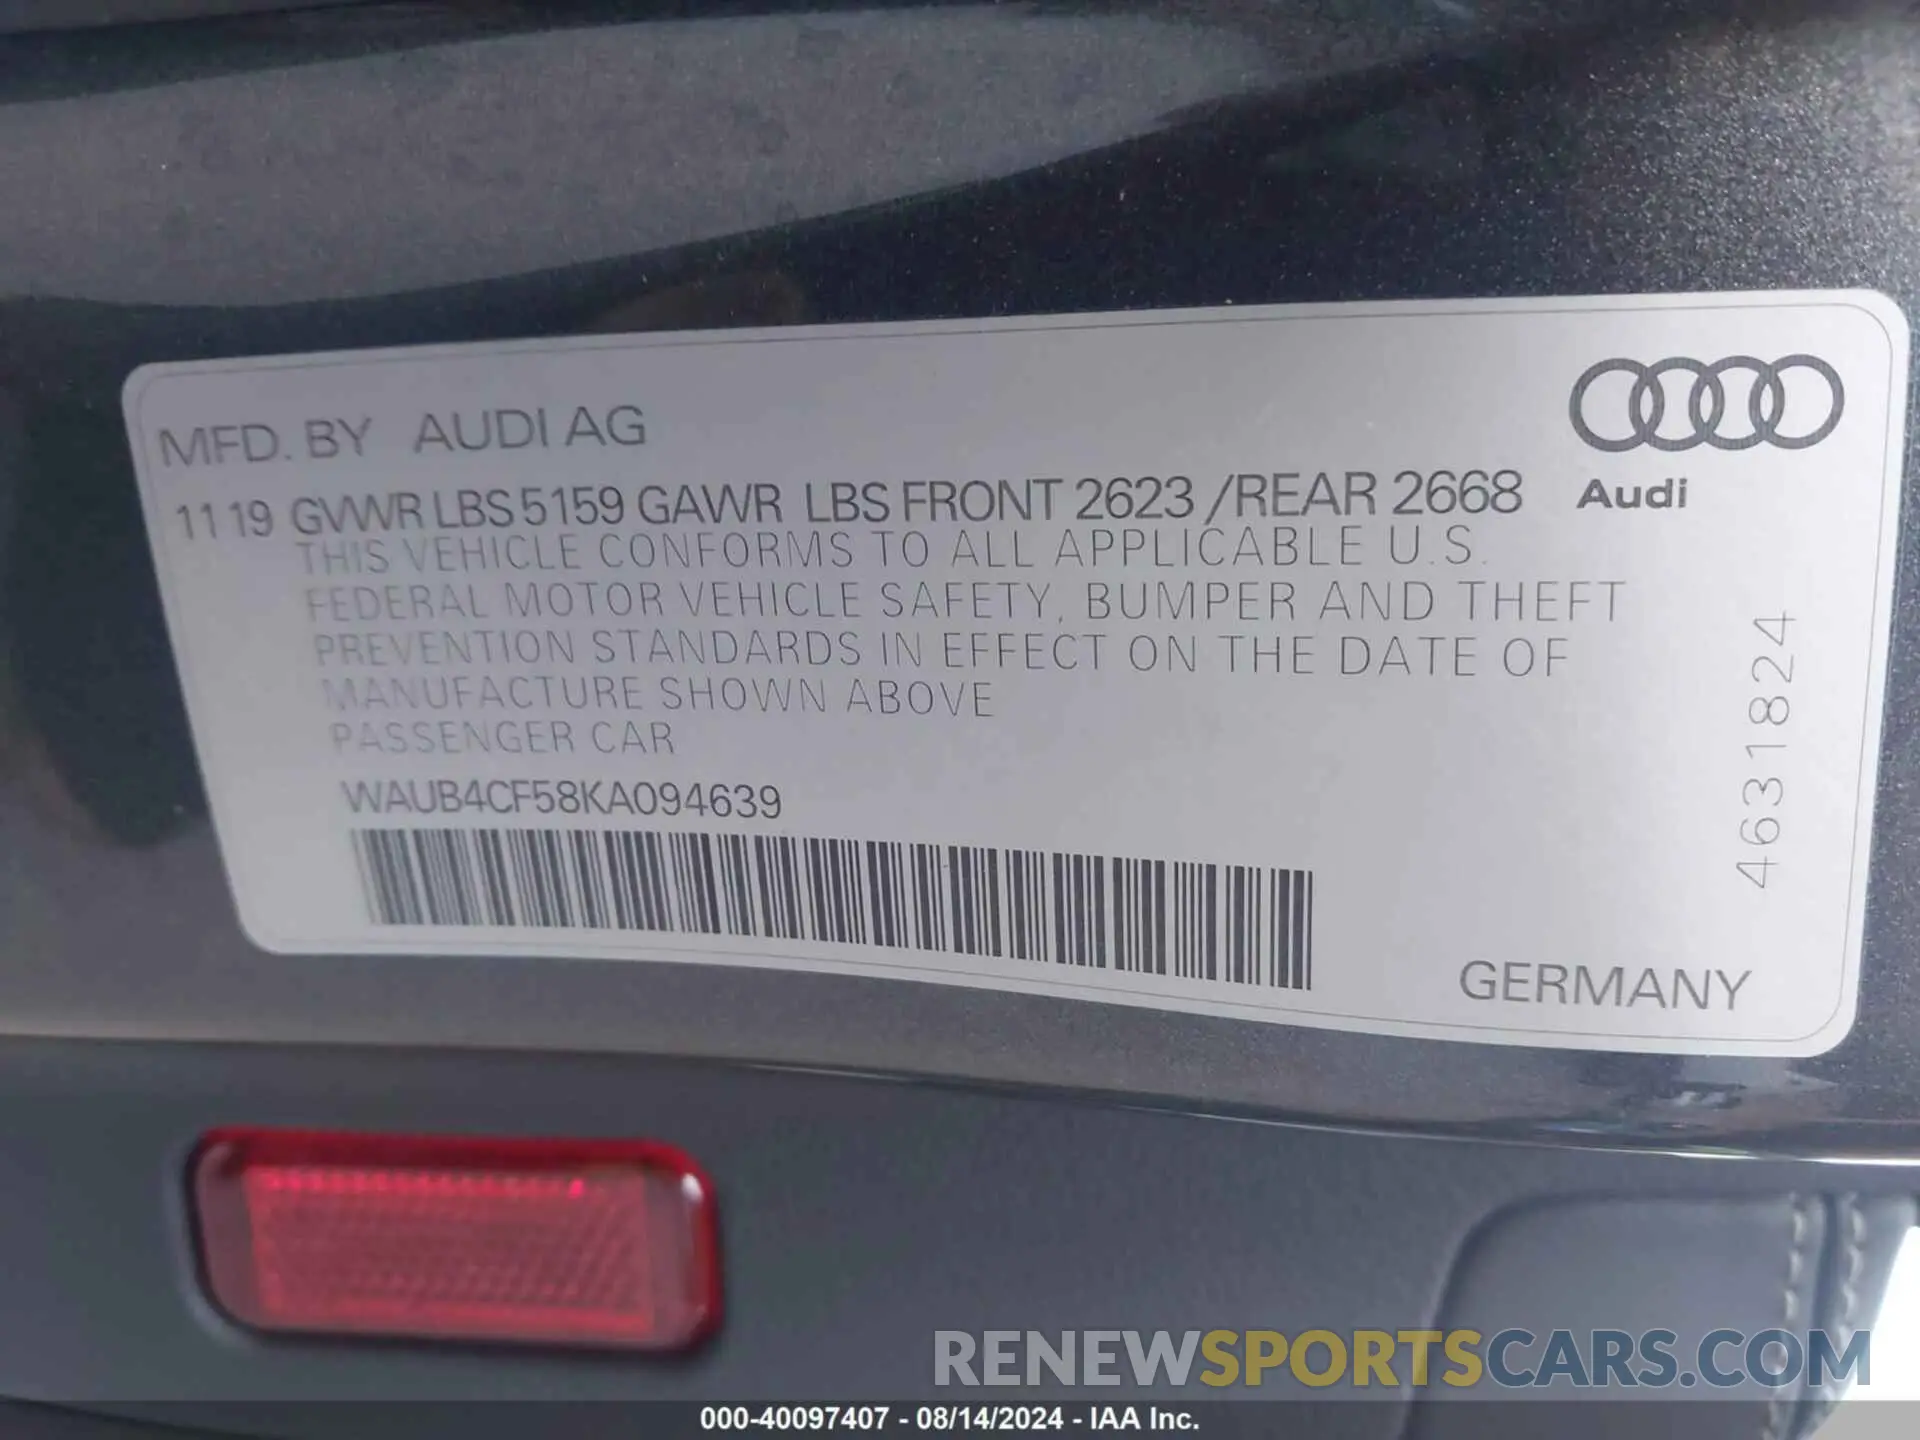 MFD. BY AUDI AG
11 19 GVWR LBS 5159 GAWR LBS FRONT 2623 /REAR 2668
Audi
THIS VEHICLE CONFORMS TO ALL APPLICABLE U.S.
FEDERAL MOTOR VEHICLE SAFETY, BUMPER AND THEFT
PREVENTION STANDARDS IN EFFECT ON THE DATE OF
MANUFACTURE SHOWN ABOVE
PASSENGER CAR
WAUB4CF58KA094639
4631824
GERMANY
RENEWSPORTSCARS.COM
000-40097407 - 08/14/2024 - IAA Inc.